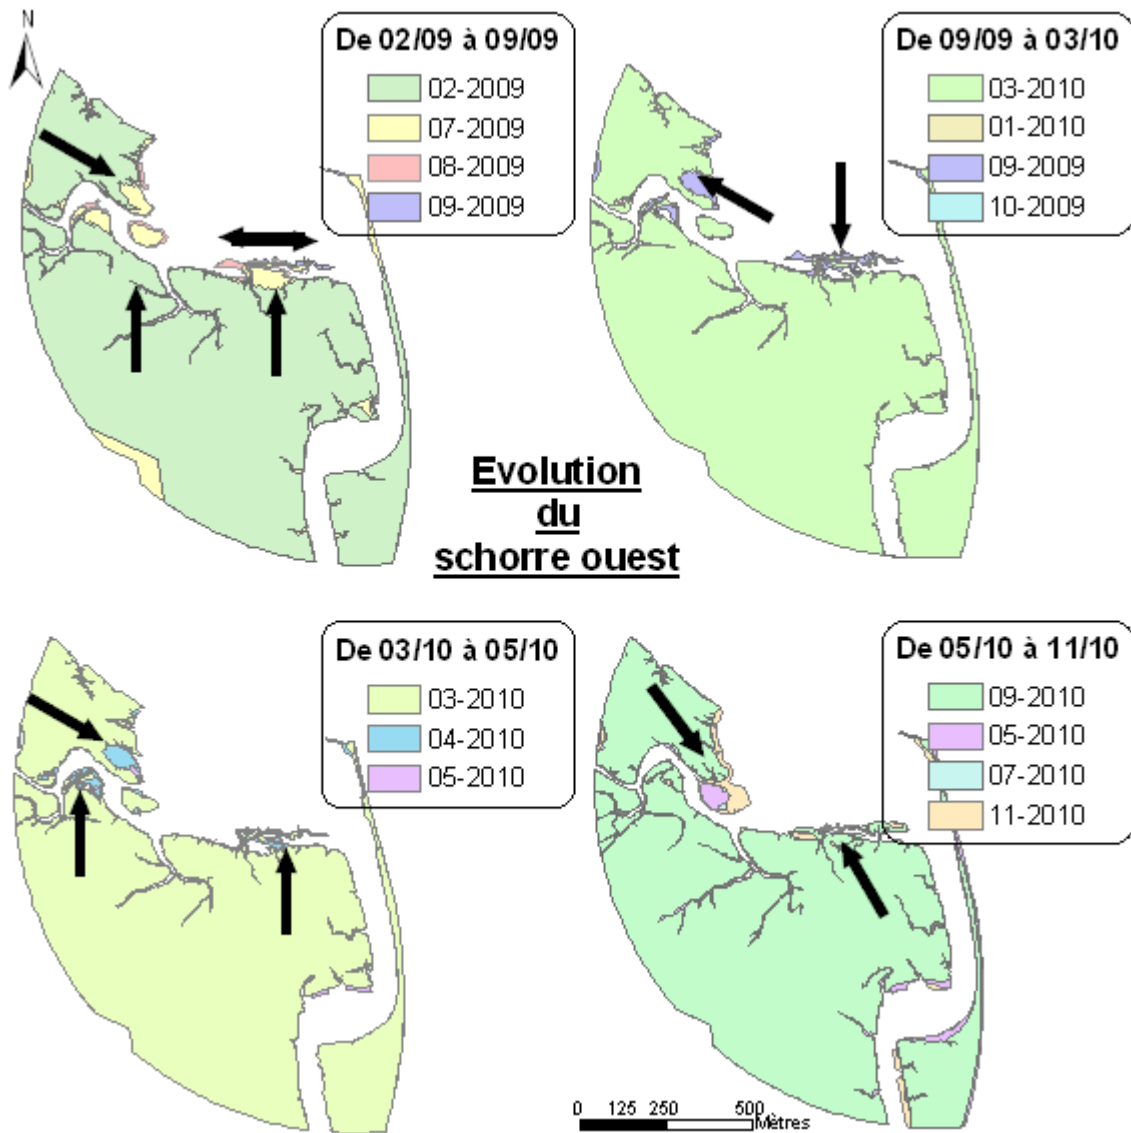 N
De 02/09 à 09/09
02-2009
07-2009
08-2009
09-2009
De 09/09 à 03/10
03-2010
01-2010
09-2009
10-2009
Evolution
du
schorre ouest
De 03/10 à 05/10
03-2010
04-2010
05-2010
De 05/10 à 11/10
09-2010
05-2010
07-2010
11-2010
0 125 250 500
Mètres